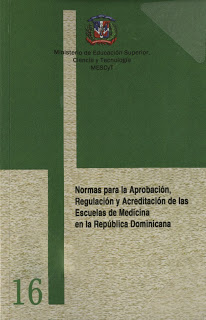 Ministerio de Educación Superior,
Ciencia y Tecnología
MESCyT
Normas para la Aprobación,
Regulación y Acreditación de las
Escuelas de Medicina
en la República Dominicana
16